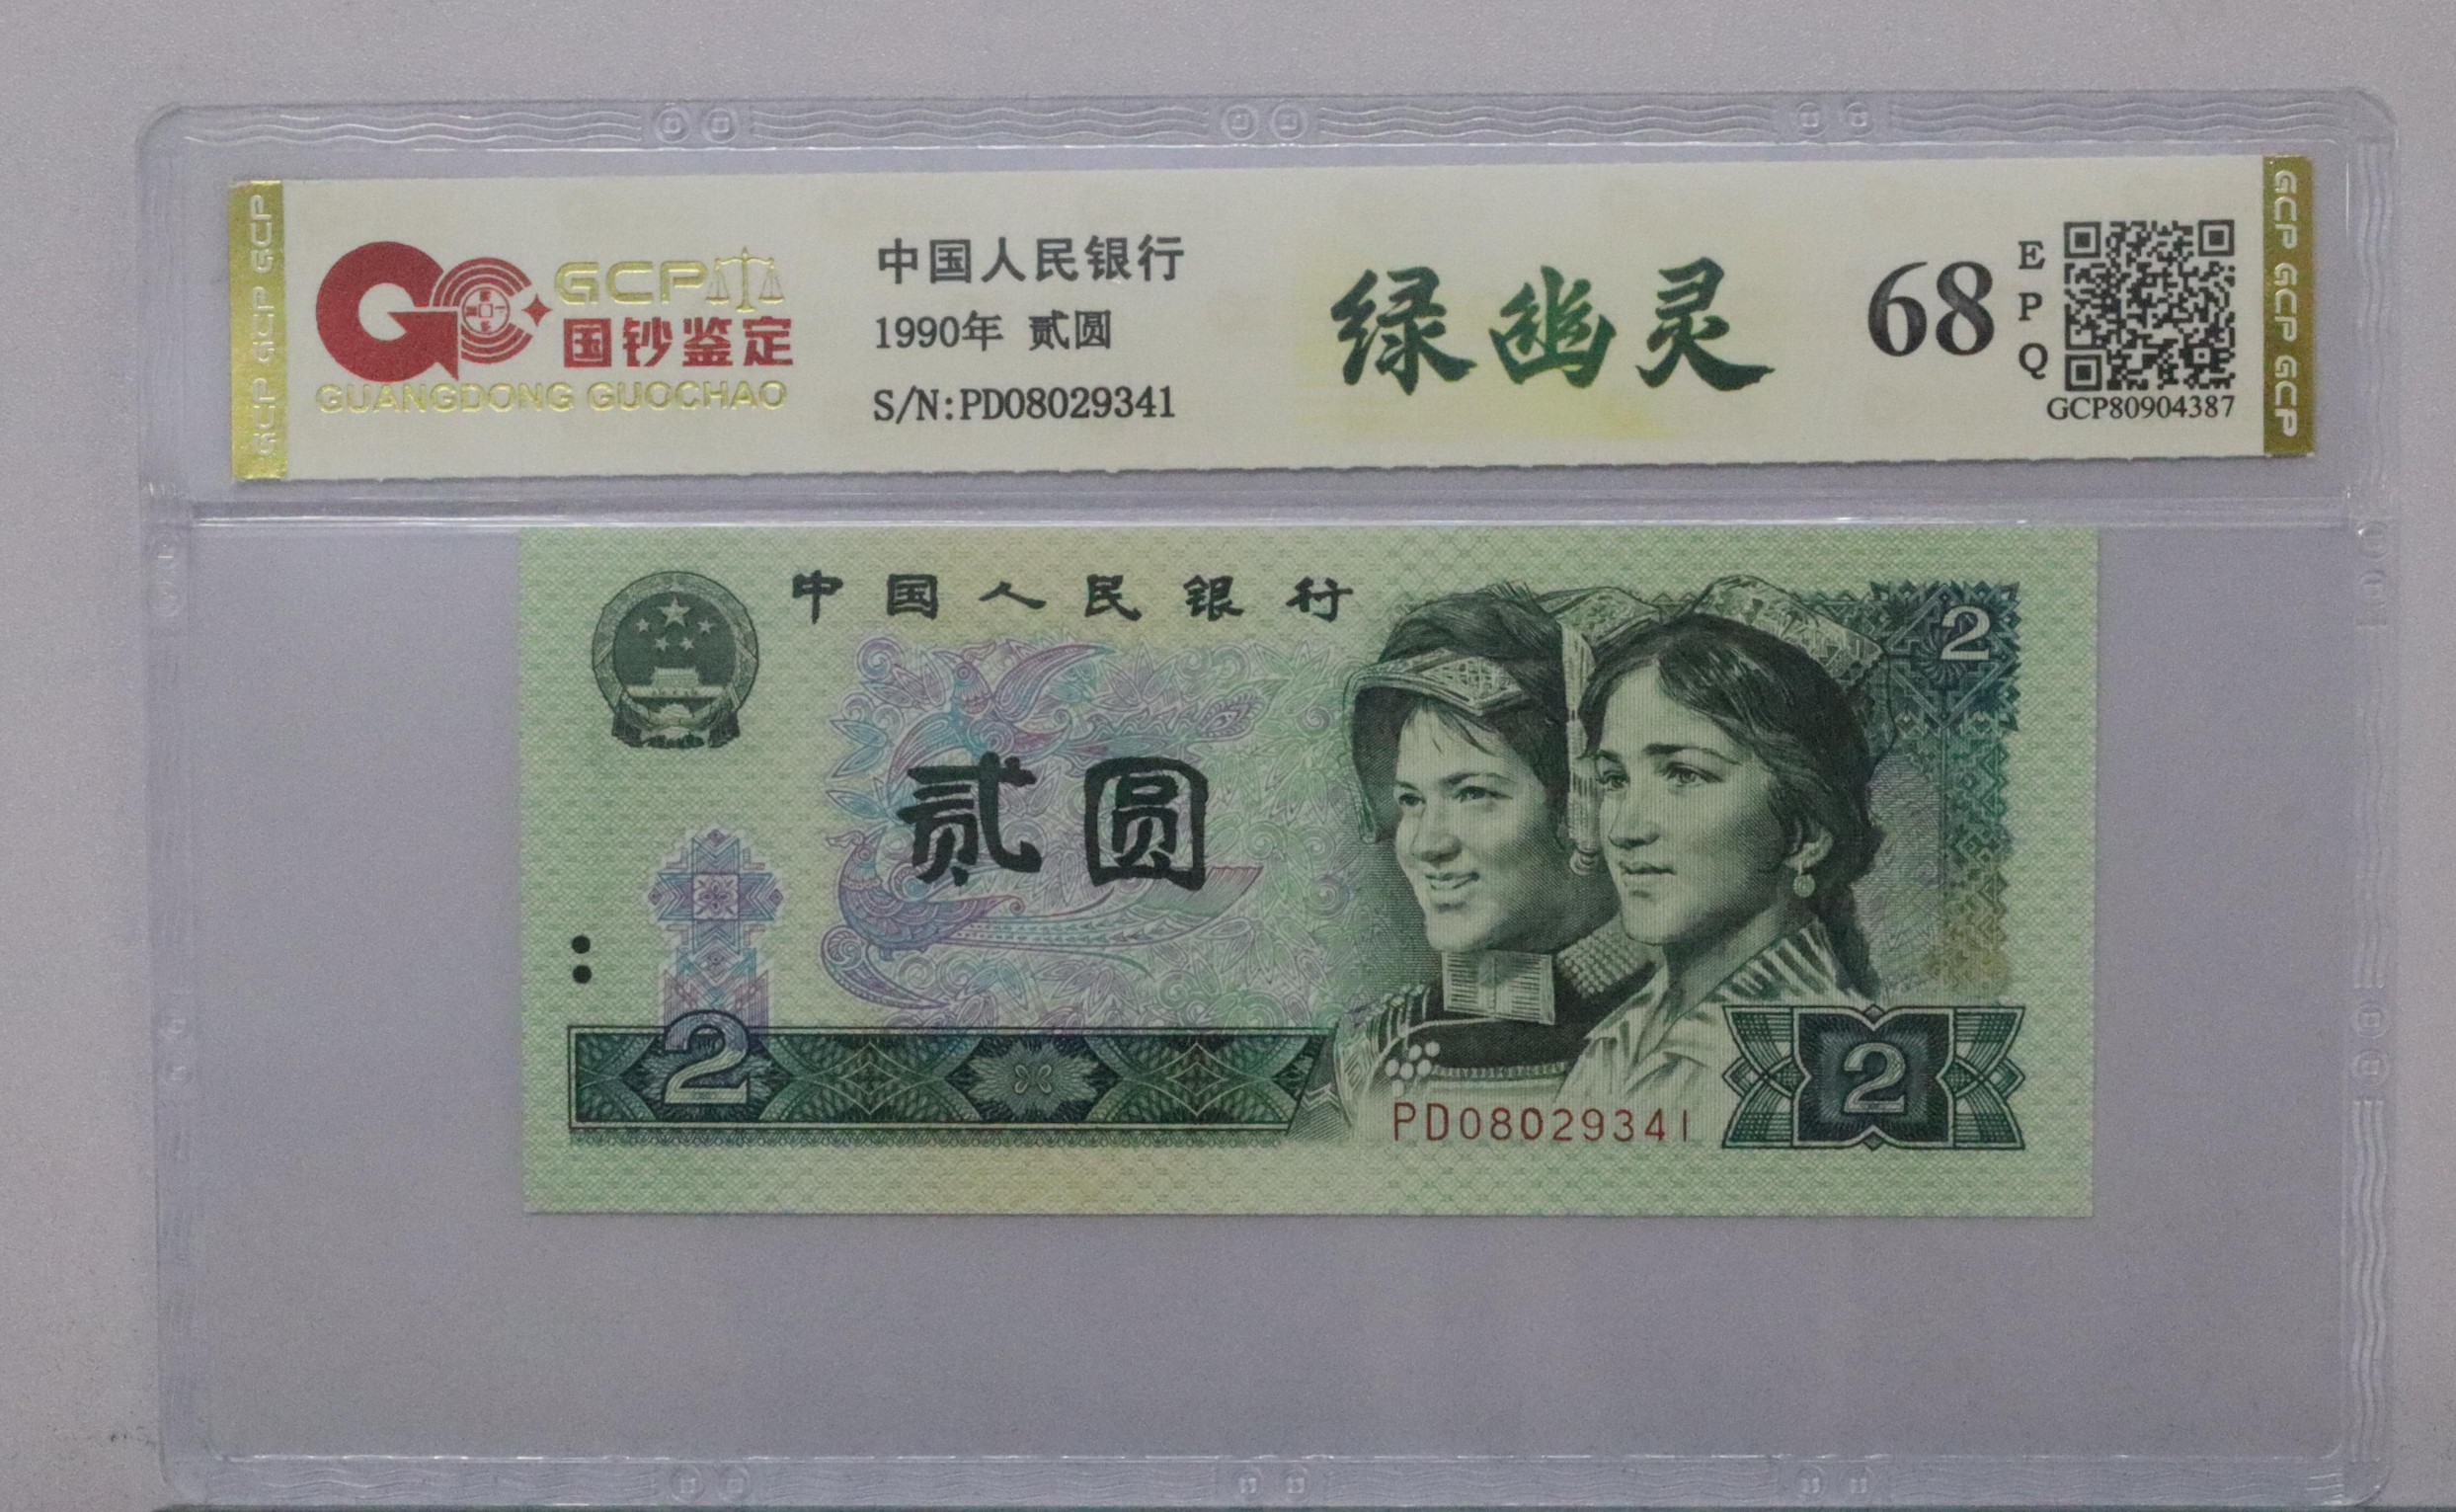 GCP
国钞鉴定
GUANGDONG GUOCHAO
中国人民银行
1990年 贰圆
S/N:PD08029341
绿幽灵
68
EPQ
GCP80904387
GCP GCP GCP
GCP GCP GCP
中国人民银行
2
贰圆
2
PD08029341
2